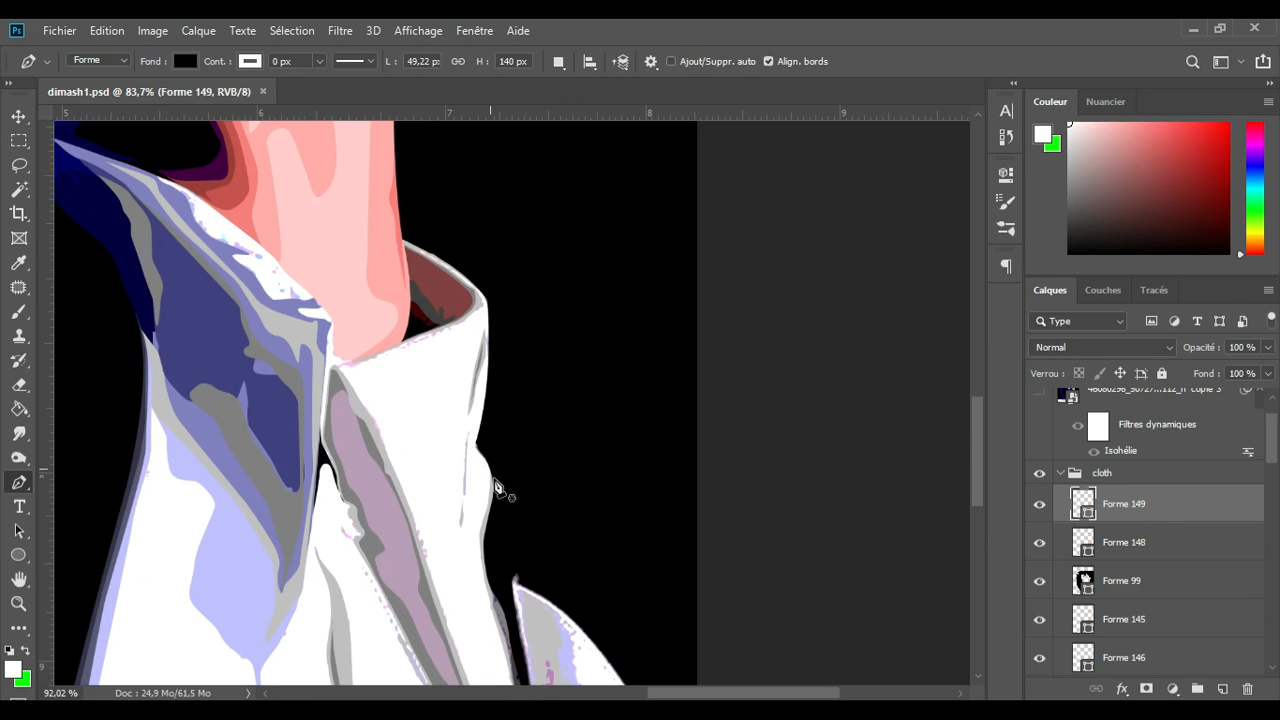 Ps Fichier Edition Image Calque Texte Sélection Filtre 3D Affichage Fenêtre Aide
Forme Fond : Cont. : 0 px L : 49,22 px H : 140 px Ajout/Suppr. auto Align. bords
dimash1.psd @ 83,7% (Forme 149, RVB/8)
5 6 7 8 9
Couleur Nuancier
Calques Couches Tracés
Type
Normal Opacité : 100 %
Verrou : Fond : 100 %
Filtres dynamiques
Isohélie
cloth
Forme 149
Forme 148
Forme 99
Forme 145
Forme 146
9
92,02 % Doc : 24,9 Mo/61,5 Mo